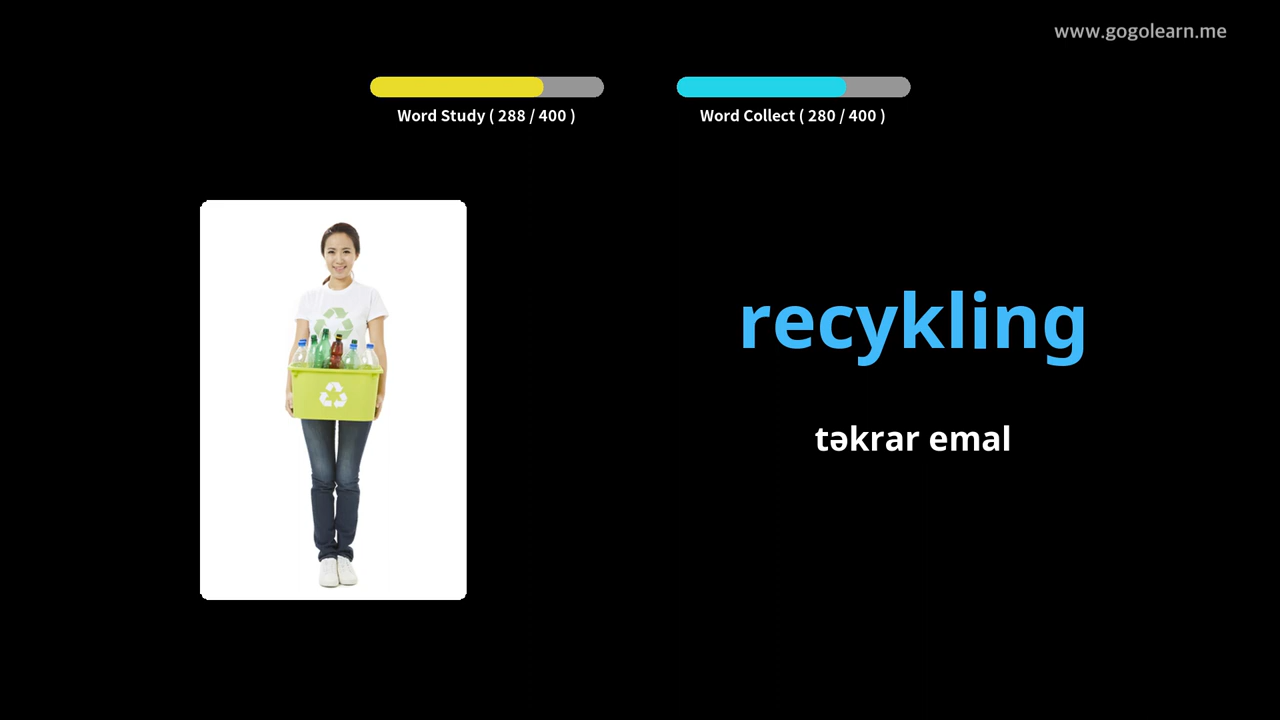 www.gogolearn.me
Word Study ( 288 / 400 )
Word Collect ( 280 / 400 )
recykling
təkrar emal